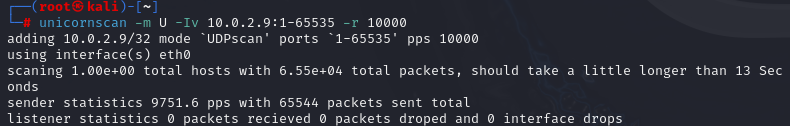 ┌──(root㉿kali)-[~]
└─# unicornscan -m U -Iv 10.0.2.9:1-65535 -r 10000
adding 10.0.2.9/32 mode `UDPscan' ports `1-65535' pps 10000
using interface(s) eth0
scaning 1.00e+00 total hosts with 6.55e+04 total packets, should take a little longer than 13 Sec
onds
sender statistics 9751.6 pps with 65544 packets sent total
listener statistics 0 packets recieved 0 packets droped and 0 interface drops